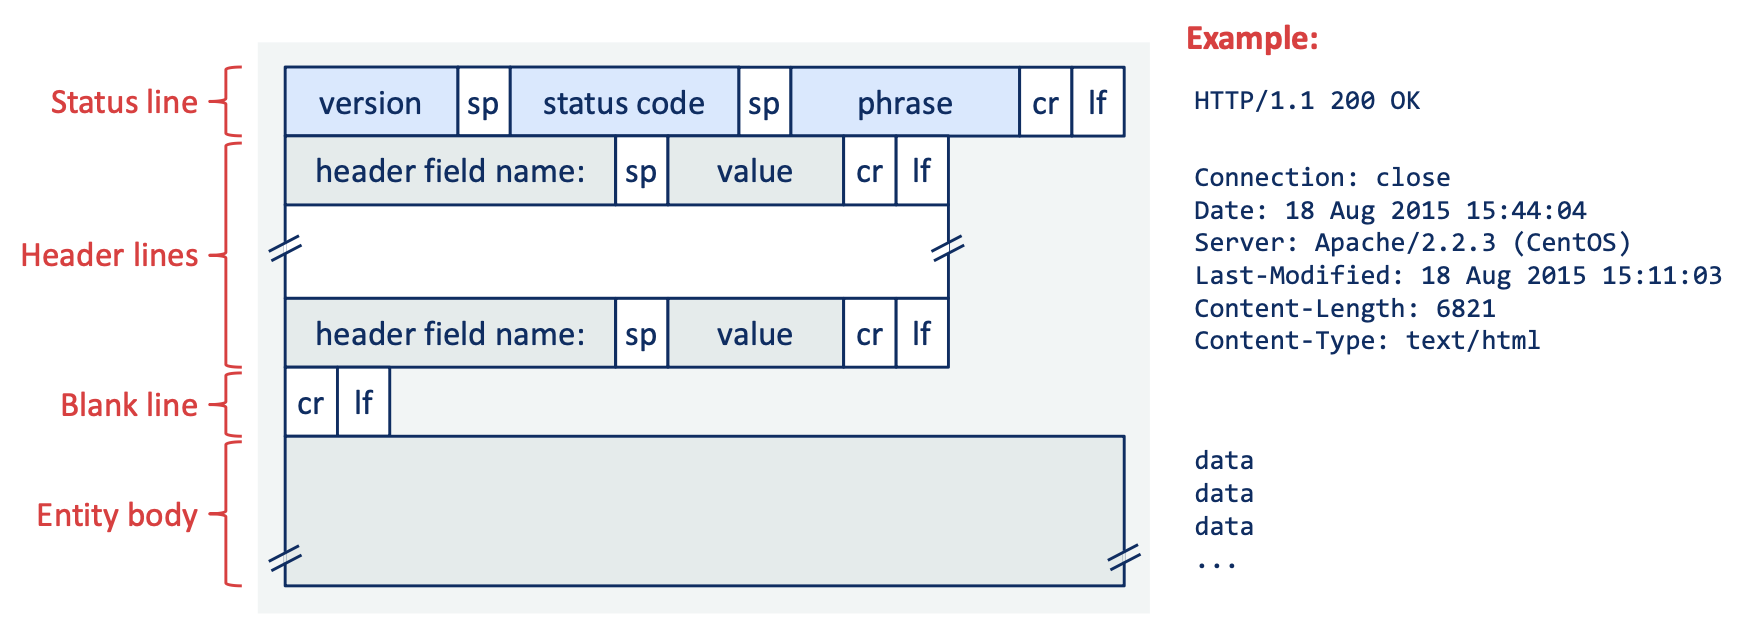 Example:
Status line
version sp status code sp phrase cr lf
HTTP/1.1 200 OK
Header lines
header field name: sp value cr lf
header field name: sp value cr lf
Connection: close
Date: 18 Aug 2015 15:44:04
Server: Apache/2.2.3 (CentOS)
Last-Modified: 18 Aug 2015 15:11:03
Content-Length: 6821
Content-Type: text/html
Blank line
cr lf
Entity body
data
data
data
...